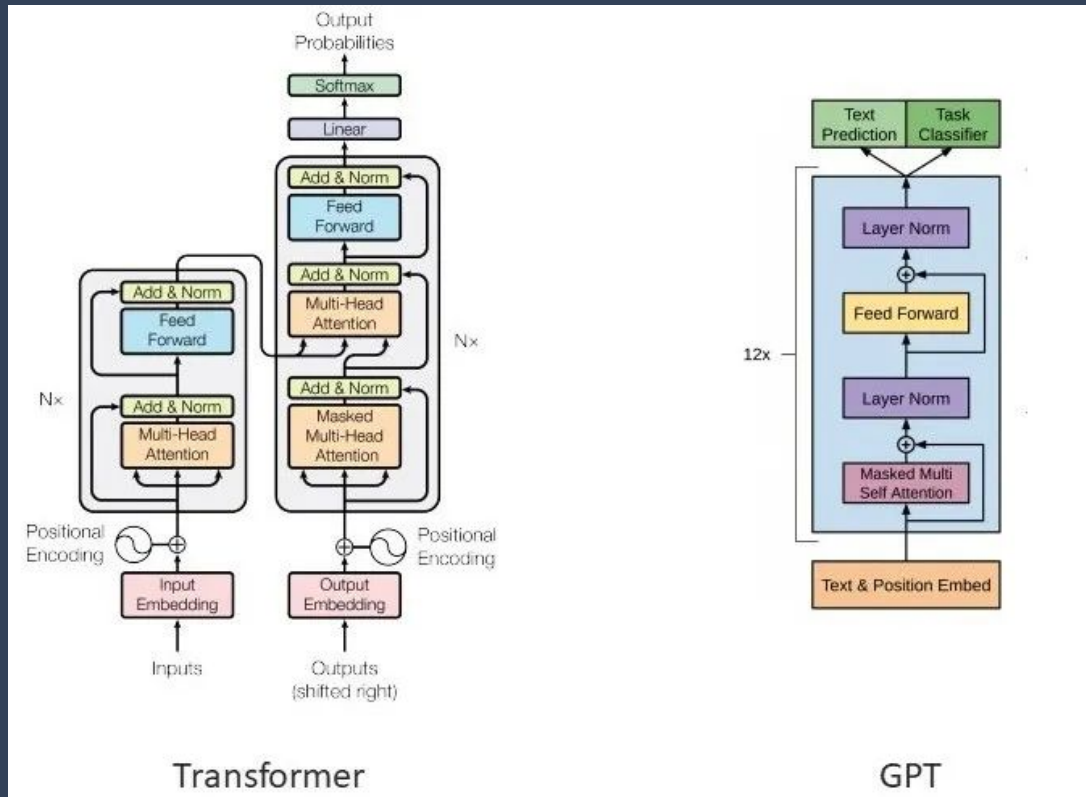 Output
Probabilities
Softmax
Linear
Add & Norm
Feed
Forward
Add & Norm
Multi-Head
Attention
Add & Norm
Masked
Multi-Head
Attention
Nx
Add & Norm
Feed
Forward
Add & Norm
Multi-Head
Attention
Nx
Positional
Encoding
Positional
Encoding
Input
Embedding
Output
Embedding
Inputs
Outputs
(shifted right)
Transformer
Text
Prediction
Task
Classifier
Layer Norm
Feed Forward
12x
Layer Norm
Masked Multi
Self Attention
Text & Position Embed
GPT